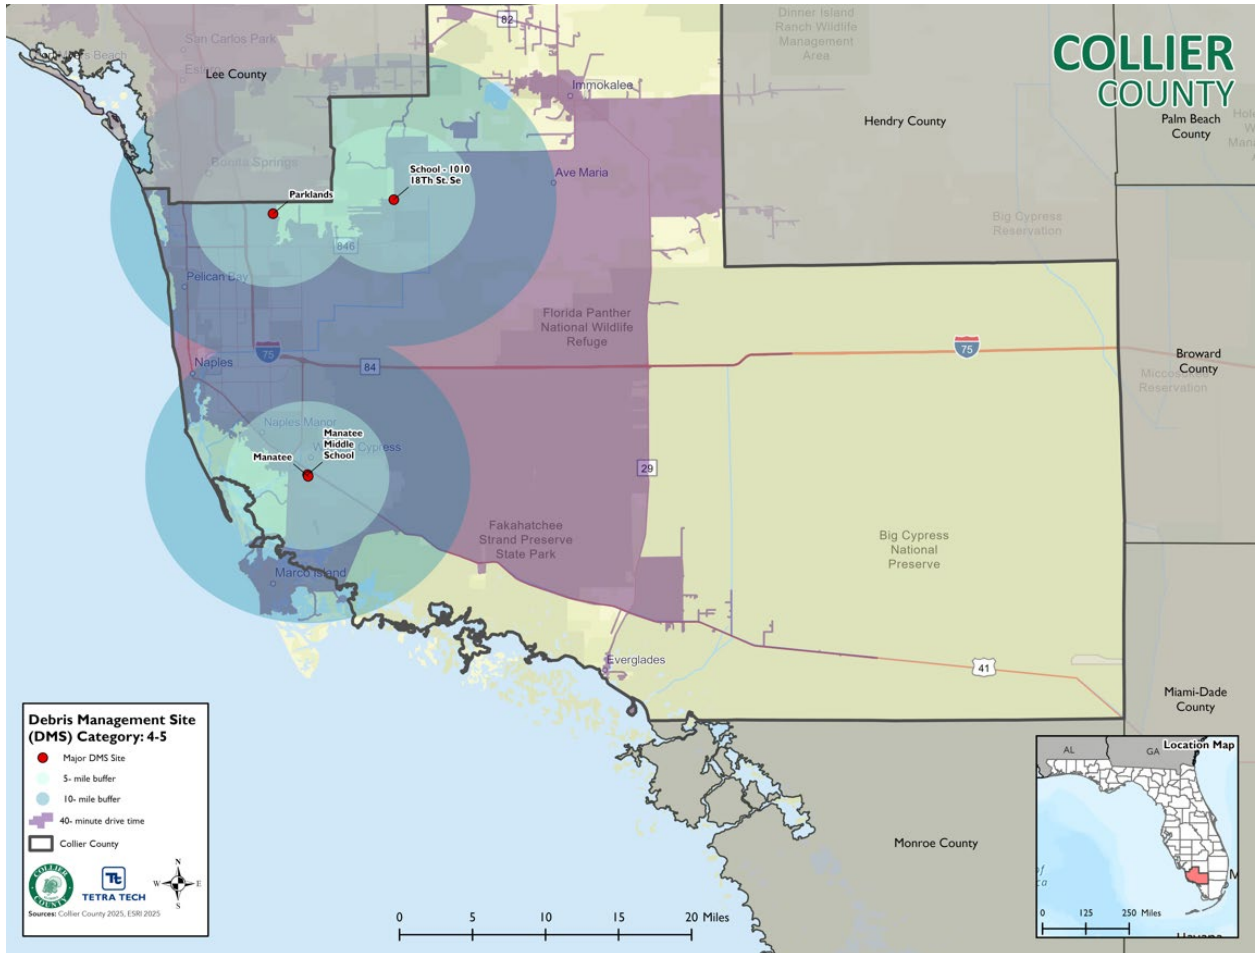 82
Dinner Island
Ranch Wildlife
Management
Area
COLLIER
COUNTY
San Carlos Park
Estero
Lee County
Immokalee
Hendry County
Palm Beach
County
Bonita Springs
School - 1010
18Th St. Se
Parklands
Ave Maria
Big Cypress
Reservation
846
Pelican Bay
Florida Panther
National Wildlife
Refuge
75
75
Naples
84
Broward
County
Miccosukee
Reservation
Naples Manor
Manatee
Middle
School
Manatee
29
Fakahatchee
Strand Preserve
State Park
Big Cypress
National
Preserve
Marco Island
Everglades
41
Miami-Dade
County
Monroe County
Debris Management Site
(DMS) Category: 4-5
Major DMS Site
5- mile buffer
10- mile buffer
40- minute drive time
Collier County
COLLIER COUNTY
TETRA TECH
N
W E
S
Sources: Collier County 2025, ESRI 2025
0 5 10 15 20 Miles
Location Map
AL GA
0 125 250 Miles